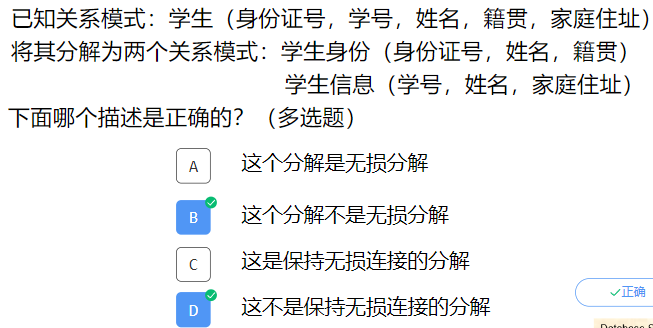 已知关系模式：学生（身份证号，学号，姓名，籍贯，家庭住址）
将其分解为两个关系模式：学生身份（身份证号，姓名，籍贯）
学生信息（学号，姓名，家庭住址）
下面哪个描述是正确的？（多选题）
A 这个分解是无损分解
B 这个分解不是无损分解
C 这是保持无损连接的分解
D 这不是保持无损连接的分解
正确